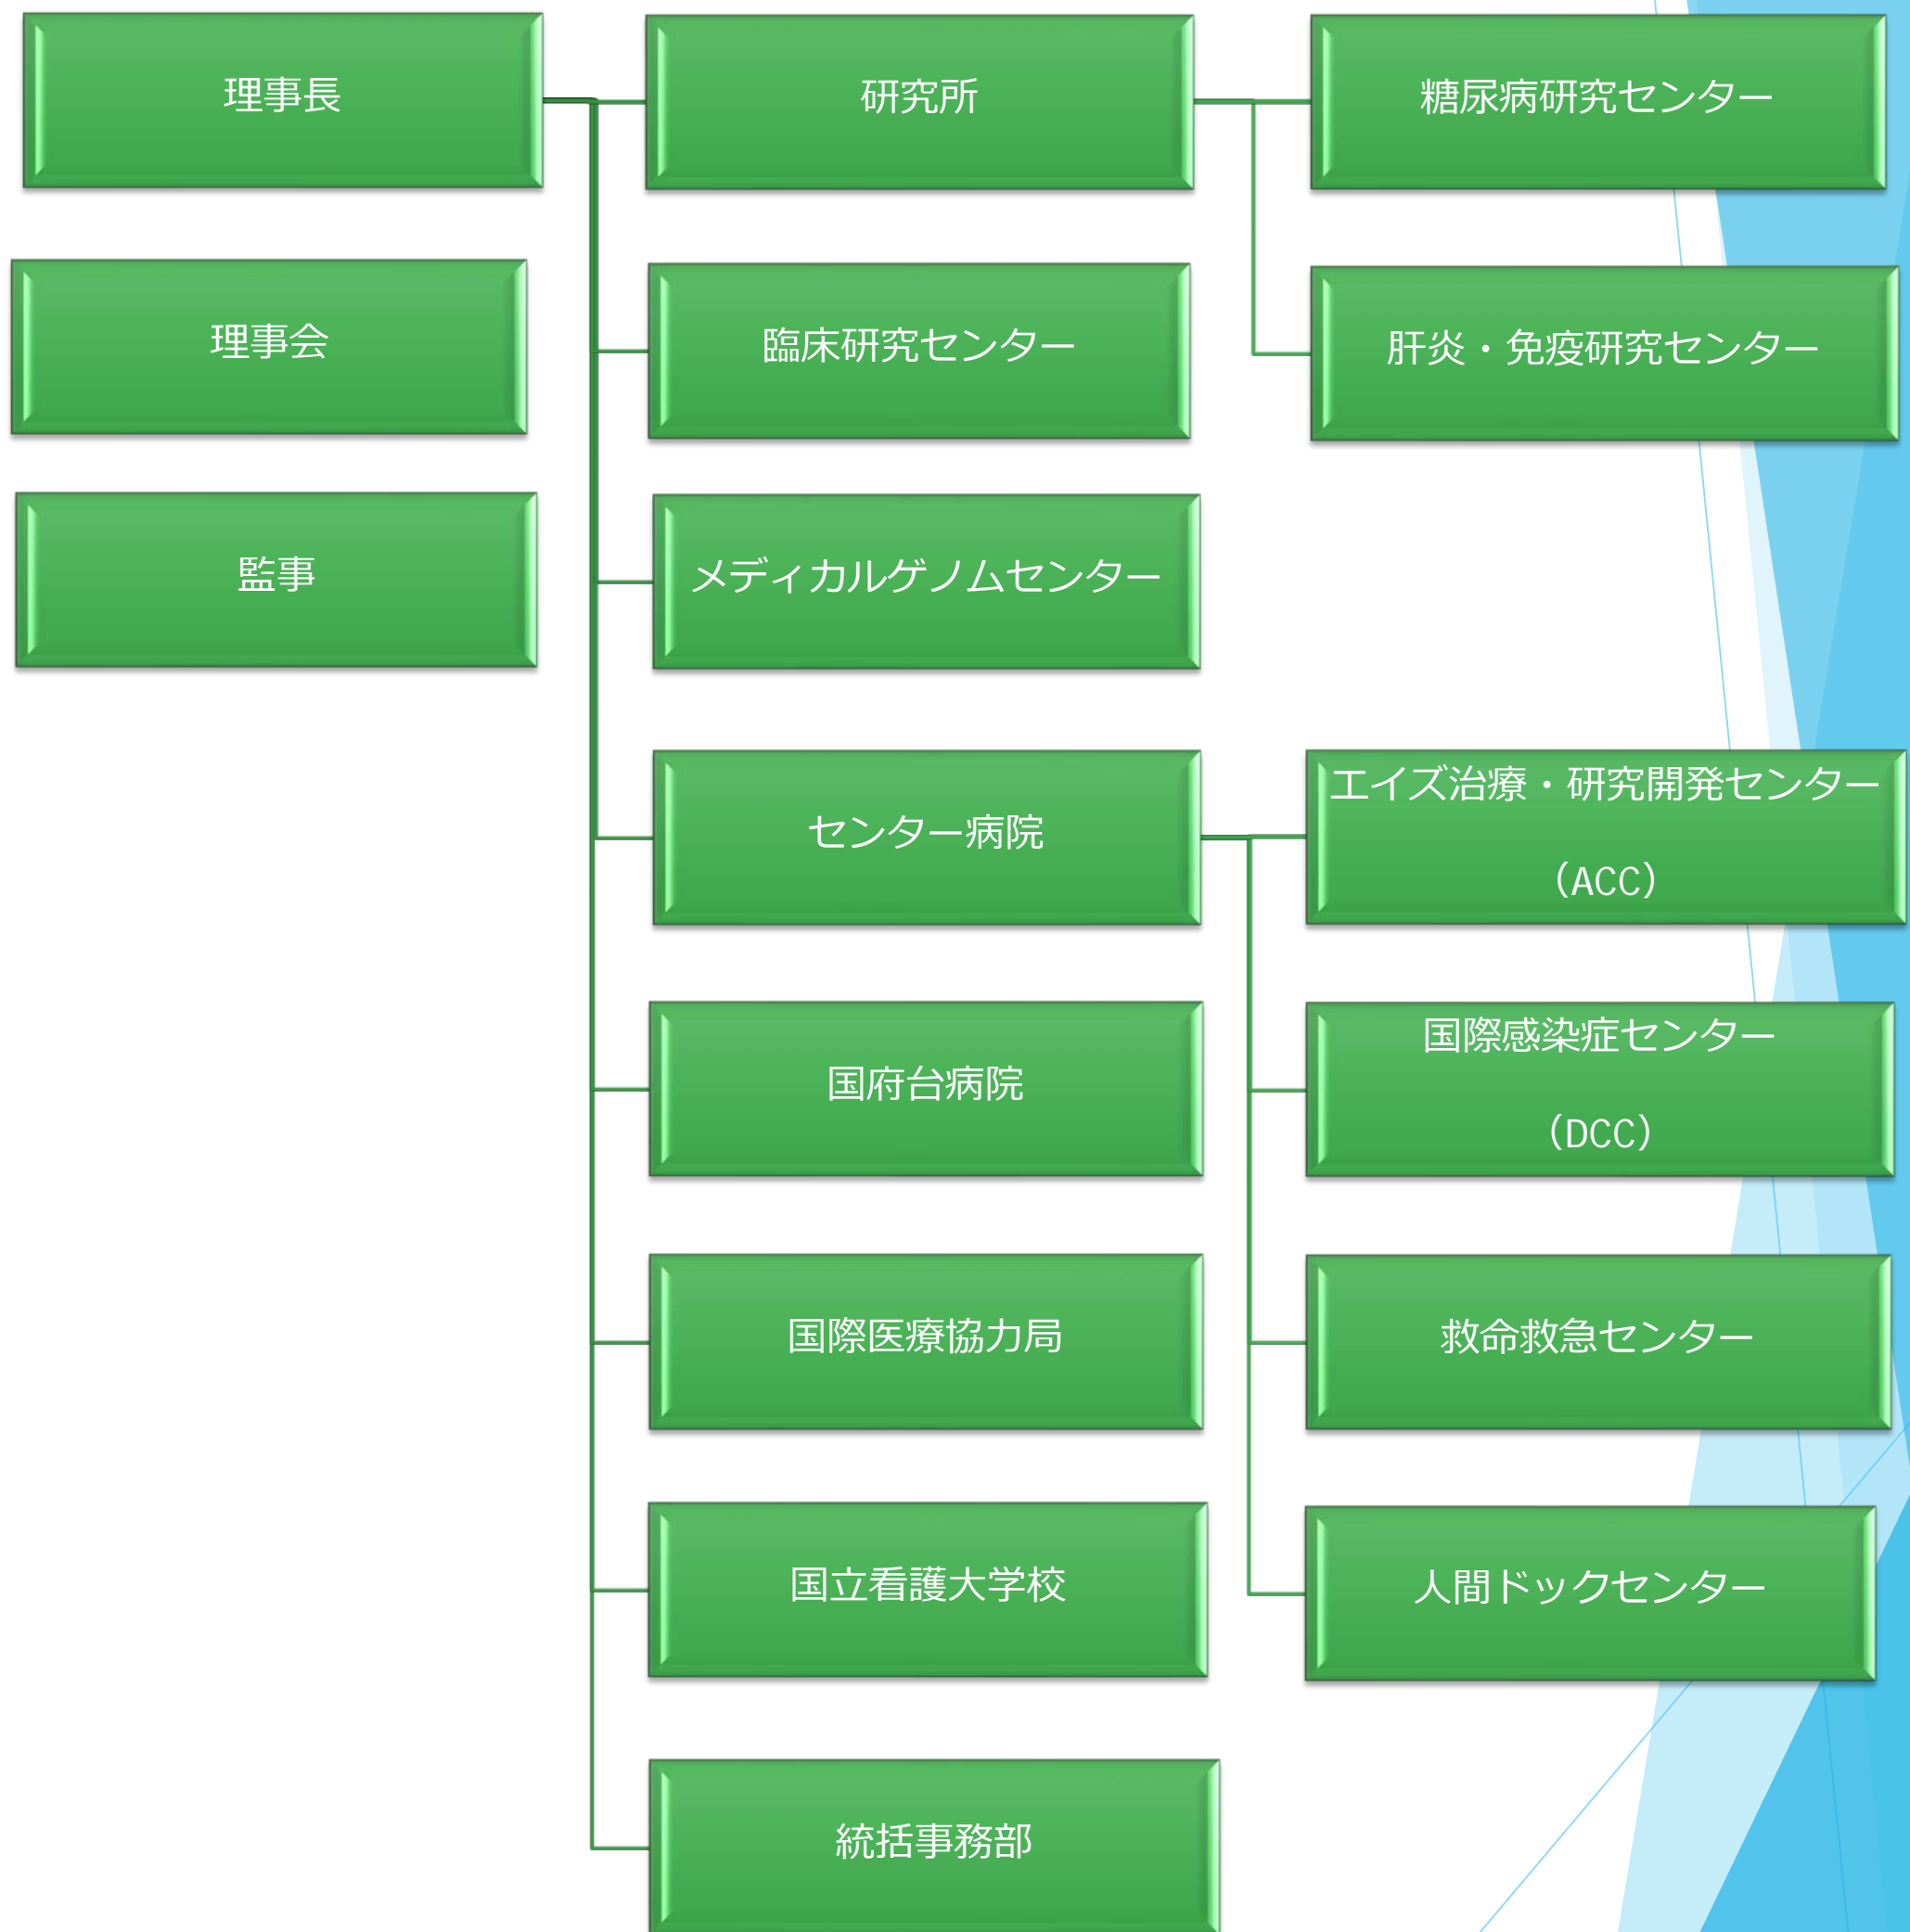 理事長
研究所
糖尿病研究センター
理事会
臨床研究センター
肝炎・免疫研究センター
監事
メディカルゲノムセンター
センター病院
エイズ治療・研究開発センター
（ACC）
国府台病院
国際感染症センター
（DCC）
国際医療協力局
救命救急センター
国立看護大学校
人間ドックセンター
統括事務部